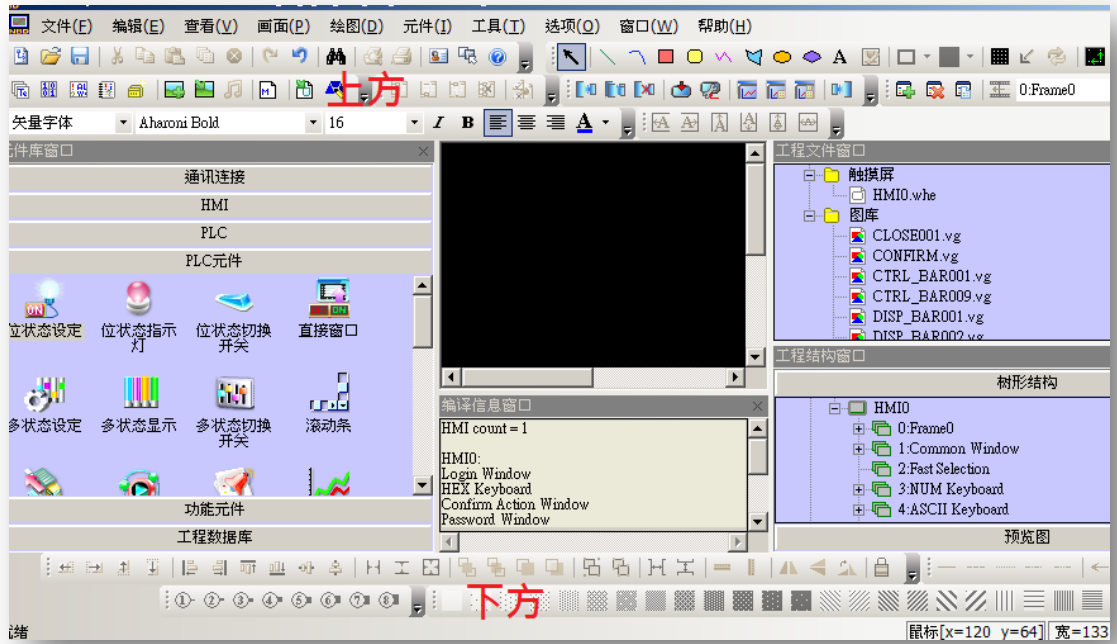 文件(F) 编辑(E) 查看(V) 画面(P) 绘图(D) 元件(I) 工具(T) 选项(O) 窗口(W) 帮助(H)
A
上方
0:Frame0
矢量字体 Aharoni Bold 16 I B A
元件库窗口
工程文件窗口
通讯连接
HMI
PLC
PLC元件
触摸屏
HMI0.whe
图库
CLOSE001.vg
CONFIRM.vg
CTRL_BAR001.vg
CTRL_BAR009.vg
DISP_BAR001.vg
DISP_BAR002.vg
位状态设定 位状态指示灯 位状态切换开关 直接窗口
多状态设定 多状态显示 多状态切换开关 滚动条
功能元件
工程数据库
编译信息窗口
HMI count = 1
HMI0:
Login Window
HEX Keyboard
Confirm Action Window
Password Window
工程结构窗口
树形结构
HMI0
0:Frame0
1:Common Window
2:Fast Selection
3:NUM Keyboard
4:ASCII Keyboard
预览图
下方
就绪
鼠标[x=120 y=64] 宽=133